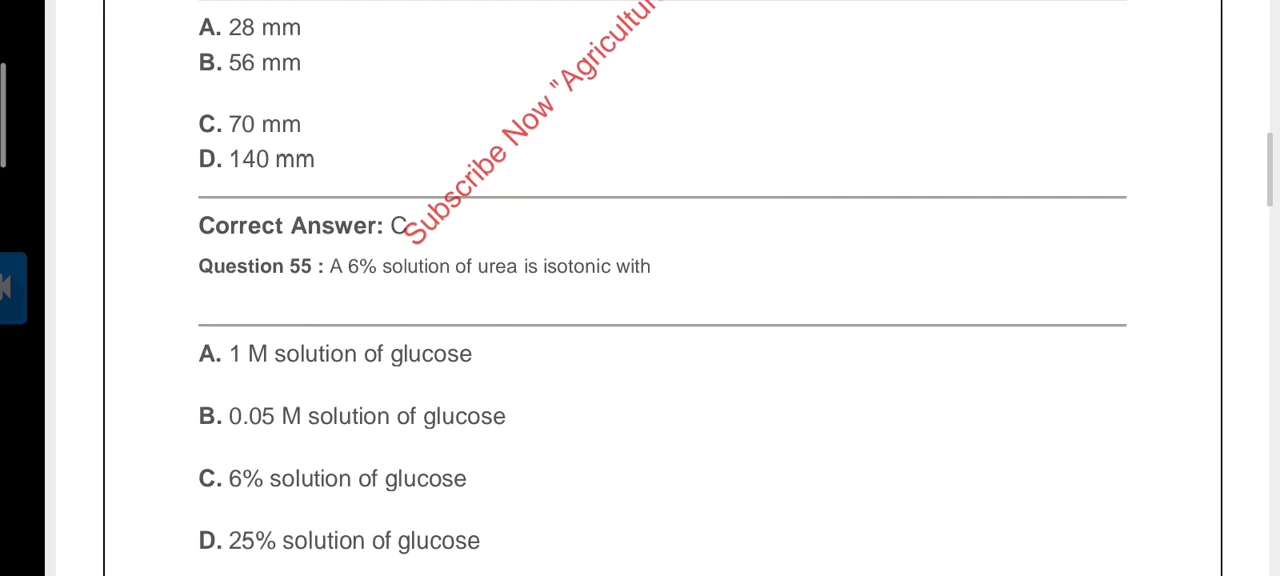 A. 28 mm
B. 56 mm
C. 70 mm
D. 140 mm
Correct Answer: C
Subscribe Now "Agricultur
Question 55 : A 6% solution of urea is isotonic with
A. 1 M solution of glucose
B. 0.05 M solution of glucose
C. 6% solution of glucose
D. 25% solution of glucose